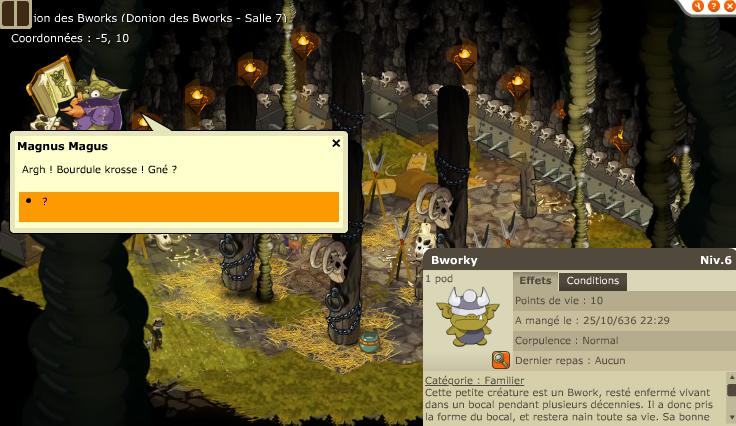 ion des Bworks (Donjon des Bworks - Salle 7)
Coordonnées : -5, 10
Magnus Magus
Argh ! Bourdule krosse ! Gné ?
?
Bworky Niv.6
1 pod
Effets Conditions
Points de vie : 10
A mangé le : 25/10/636 22:29
Corpulence : Normal
Dernier repas : Aucun
Catégorie : Familier
Cette petite créature est un Bwork, resté enfermé vivant
dans un bocal pendant plusieurs décennies. Il a donc pris
la forme du bocal, et restera nain toute sa vie. Sa bonne